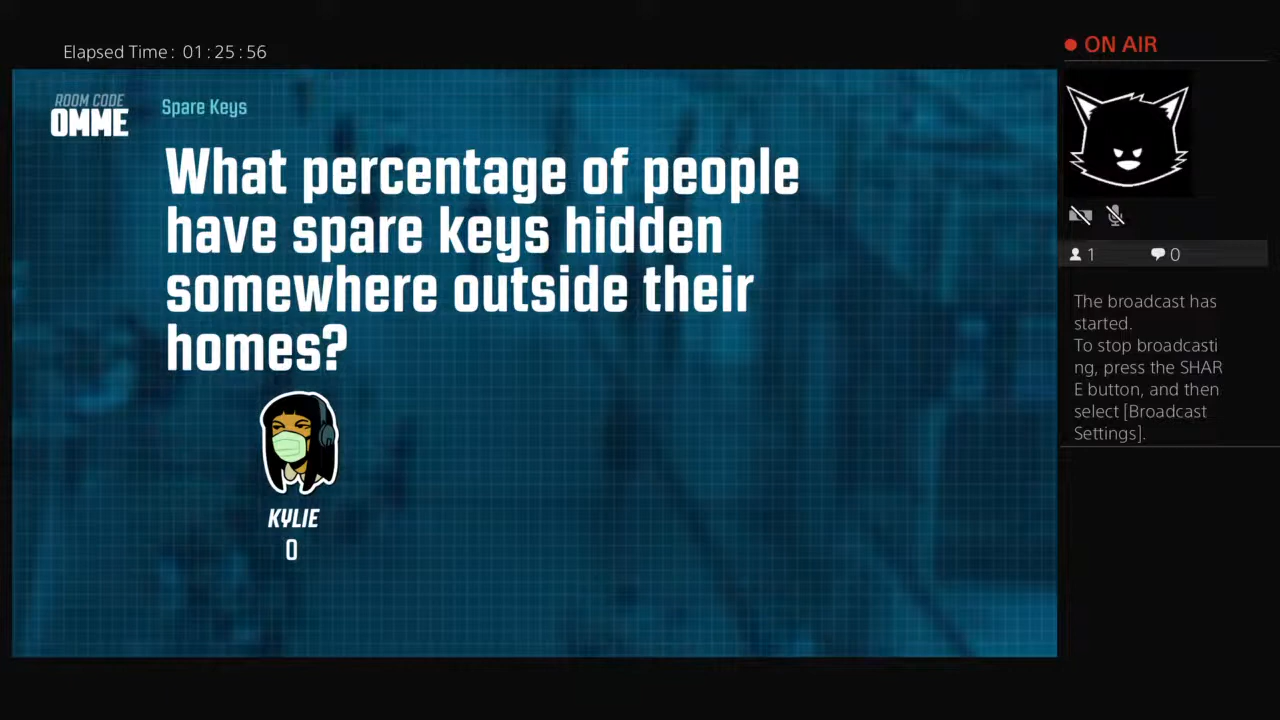 Elapsed Time: 01:25:56
ON AIR
ROOM CODE
OMME
Spare Keys
What percentage of people
have spare keys hidden
somewhere outside their
homes?
KYLIE
0
1
0
The broadcast has
started.
To stop broadcasti
ng, press the SHAR
E button, and then
select [Broadcast
Settings].